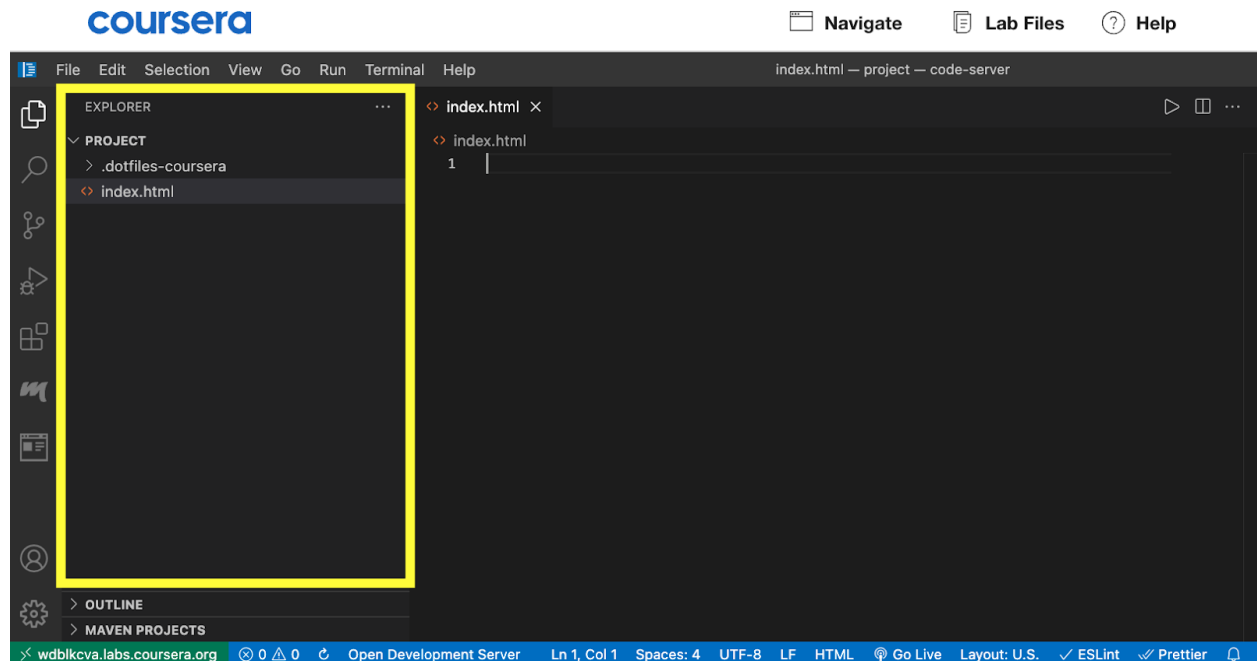 coursera
Navigate Lab Files Help
File Edit Selection View Go Run Terminal Help index.html — project — code-server
EXPLORER ··· index.html ×
PROJECT index.html
.dotfiles-coursera 1
index.html
OUTLINE
MAVEN PROJECTS
wdblkcva.labs.coursera.org 0 0 Open Development Server Ln 1, Col 1 Spaces: 4 UTF-8 LF HTML Go Live Layout: U.S. ESLint Prettier